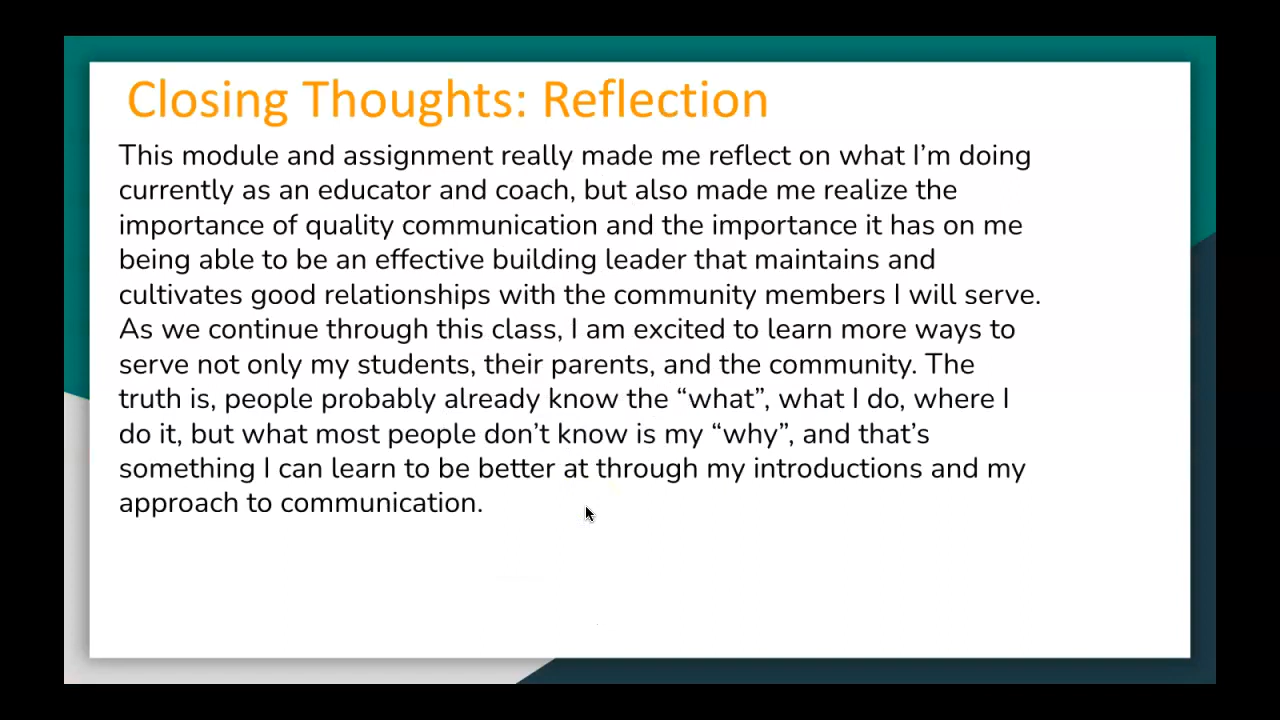 Closing Thoughts: Reflection
This module and assignment really made me reflect on what I’m doing
currently as an educator and coach, but also made me realize the
importance of quality communication and the importance it has on me
being able to be an effective building leader that maintains and
cultivates good relationships with the community members I will serve.
As we continue through this class, I am excited to learn more ways to
serve not only my students, their parents, and the community. The
truth is, people probably already know the “what”, what I do, where I
do it, but what most people don’t know is my “why”, and that’s
something I can learn to be better at through my introductions and my
approach to communication.